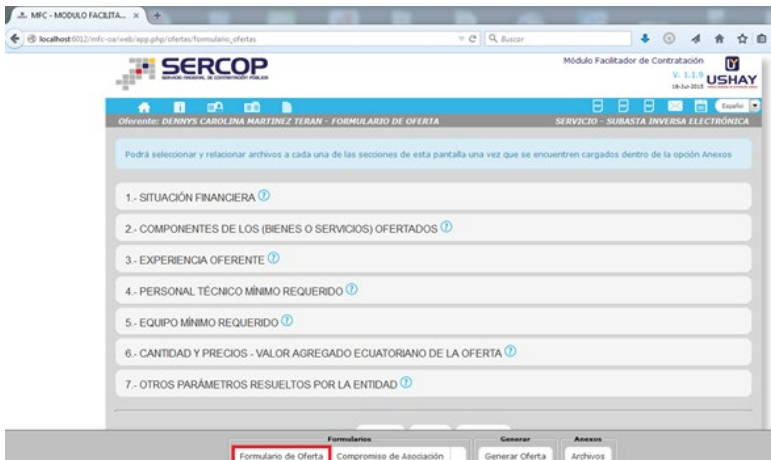 MFC - MODULO FACILITA...
localhost:6012/mfc-oa/web/app.php/ofertas/formulario_ofertas
Buscar
SERCOP
SERVICIO NACIONAL DE CONTRATACIÓN PÚBLICA
Módulo Facilitador de Contratación
V. 1.1.9
18-Jul-2015
USHAY
Español
Oferente: DENNYS CAROLINA MARTINEZ TERAN - FORMULARIO DE OFERTA
SERVICIO - SUBASTA INVERSA ELECTRÓNICA
Podrá seleccionar y relacionar archivos a cada una de las secciones de esta pantalla una vez que se encuentren cargados dentro de la opción Anexos
1.- SITUACIÓN FINANCIERA ?
2.- COMPONENTES DE LOS (BIENES O SERVICIOS) OFERTADOS ?
3.- EXPERIENCIA OFERENTE ?
4.- PERSONAL TÉCNICO MÍNIMO REQUERIDO ?
5.- EQUIPO MÍNIMO REQUERIDO ?
6.- CANTIDAD Y PRECIOS - VALOR AGREGADO ECUATORIANO DE LA OFERTA ?
7.- OTROS PARÁMETROS RESUELTOS POR LA ENTIDAD ?
Formularios
Generar
Anexos
Formulario de Oferta
Compromiso de Asociación
Generar Oferta
Archivos